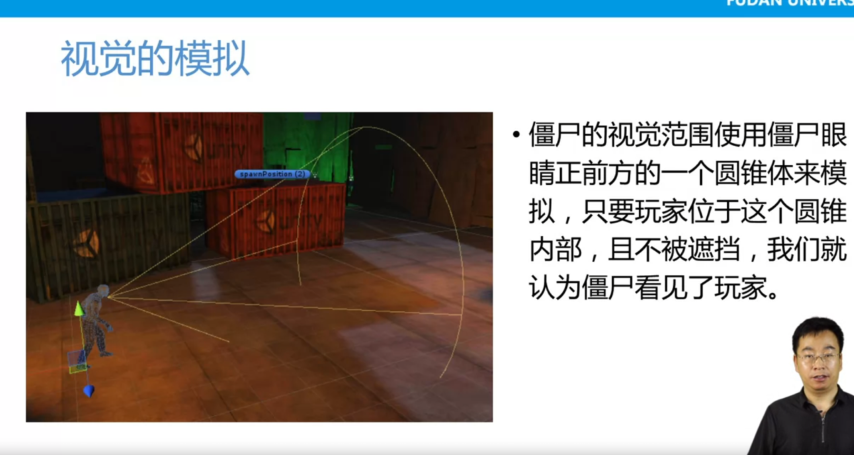 FUDAN UNIVERS
视觉的模拟
unity
spawnPosition (2)
UNITY
• 僵尸的视觉范围使用僵尸眼
睛正前方的一个圆锥体来模
拟，只要玩家位于这个圆锥
内部，且不被遮挡，我们就
认为僵尸看见了玩家。